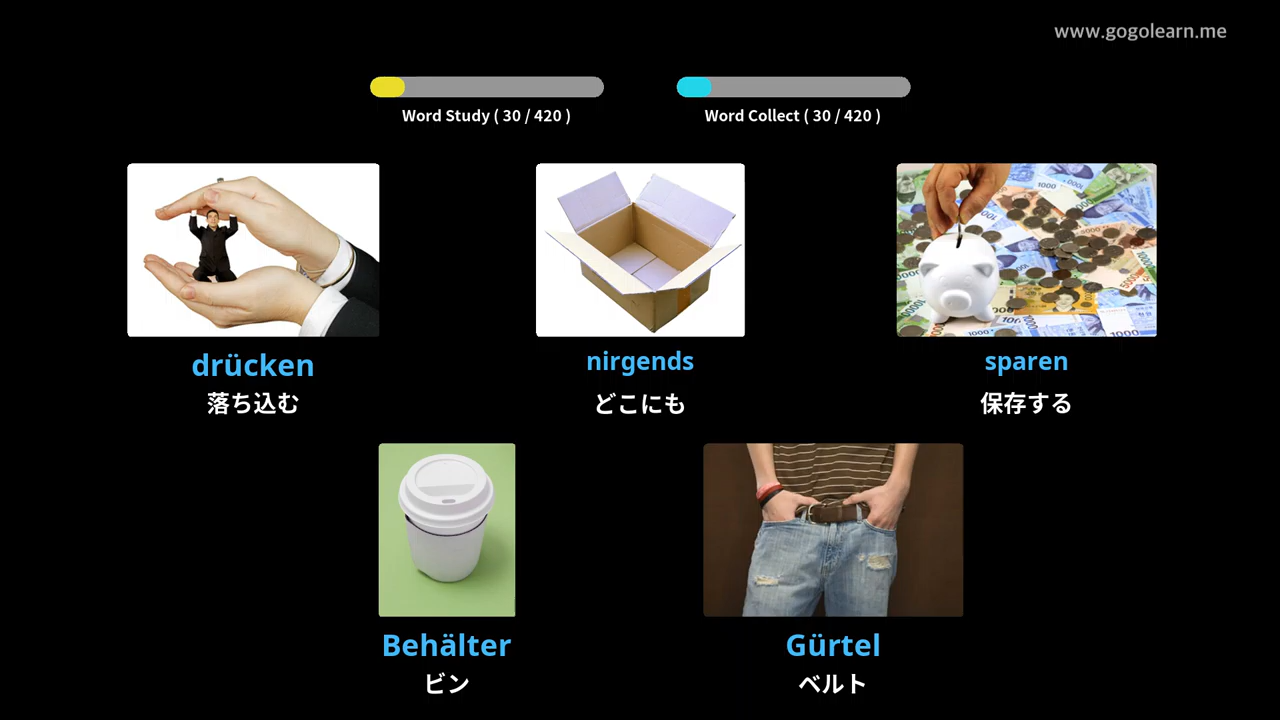 www.gogolearn.me
Word Study ( 30 / 420 )
Word Collect ( 30 / 420 )
drücken
落ち込む
nirgends
どこにも
sparen
保存する
Behälter
ビン
Gürtel
ベルト